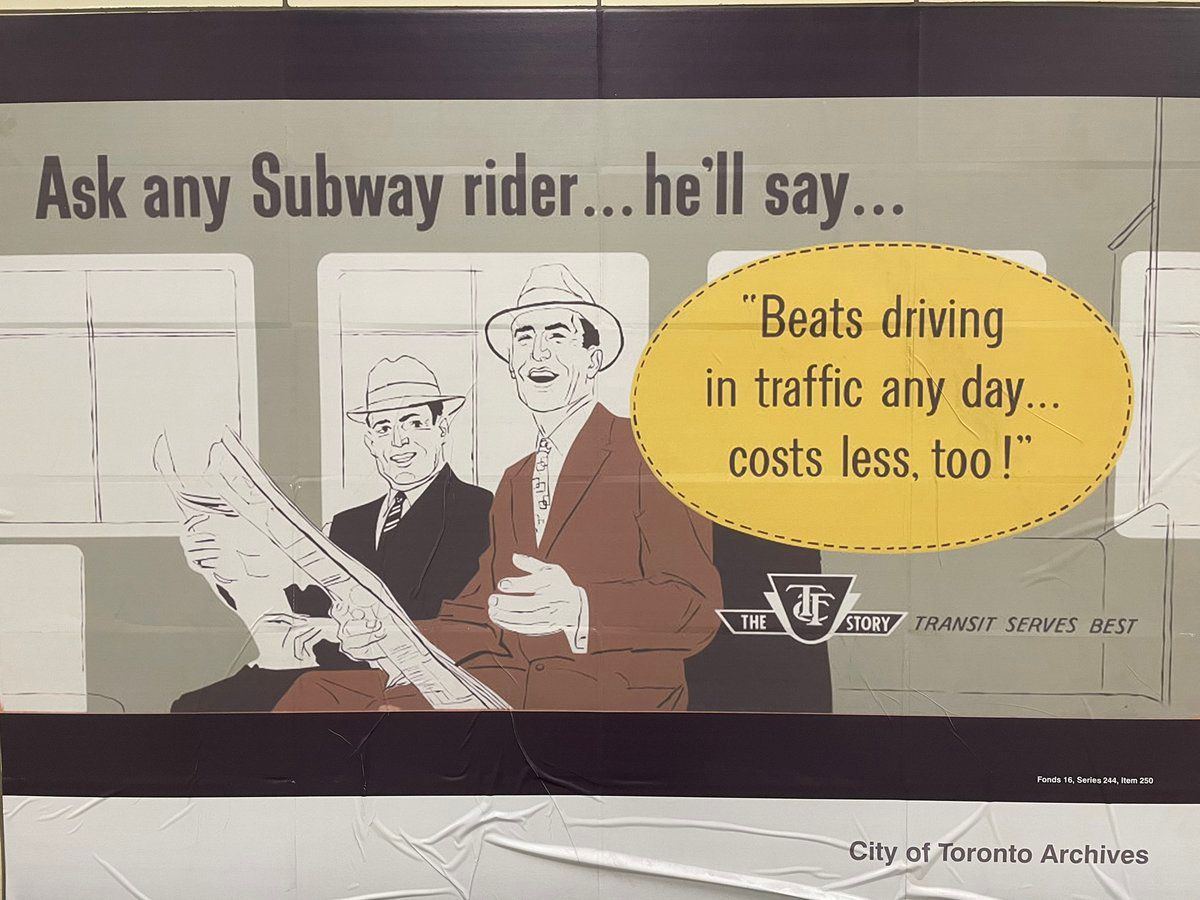 Ask any Subway rider...he'll say...
"Beats driving
in traffic any day...
costs less, too!"
THE TTC STORY TRANSIT SERVES BEST
Fonds 16, Series 244, Item 250
City of Toronto Archives